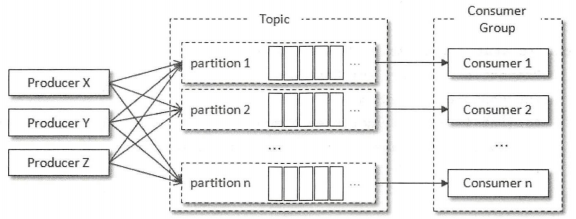 Topic
Consumer
Group
Producer X
Producer Y
Producer Z
partition 1 ...
partition 2 ...
...
partition n ...
Consumer 1
Consumer 2
...
Consumer n